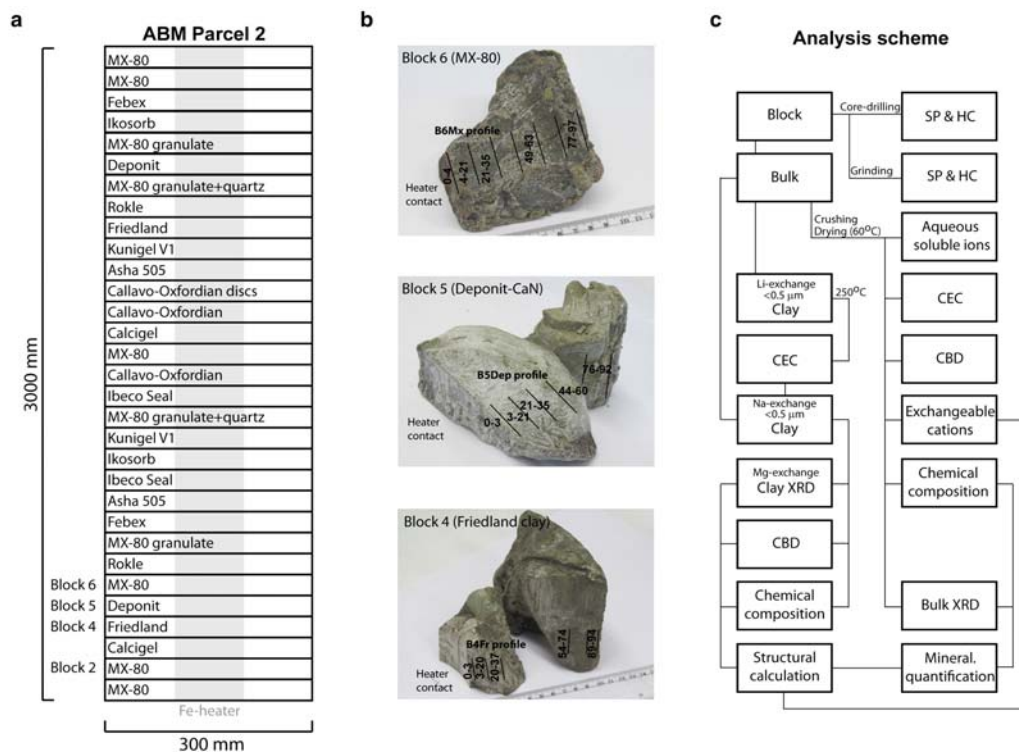 a
ABM Parcel 2
3000 mm
MX-80
MX-80
Febex
Ikosorb
MX-80 granulate
Deponit
MX-80 granulate+quartz
Rokle
Friedland
Kunigel V1
Asha 505
Callavo-Oxfordian discs
Callavo-Oxfordian
Calcigel
MX-80
Callavo-Oxfordian
Ibeco Seal
MX-80 granulate+quartz
Kunigel V1
Ikosorb
Ibeco Seal
Asha 505
Febex
MX-80 granulate
Rokle
Block 6 MX-80
Block 5 Deponit
Block 4 Friedland
Calcigel
Block 2 MX-80
MX-80
Fe-heater
300 mm
b
Block 6 (MX-80)
B6Mx profile
0-4
4-21
21-35
49-63
77-97
Heater
contact
Block 5 (Deponit-CaN)
B5Dep profile
0-3
3-21
21-35
44-60
76-92
Heater
contact
Block 4 (Friedland clay)
B4Fr profile
0-3
3-20
20-37
54-74
89-94
Heater
contact
c
Analysis scheme
Block
Core-drilling
SP & HC
Bulk
Grinding
SP & HC
Crushing
Drying (60°C)
Aqueous
soluble ions
Li-exchange
<0.5 µm
Clay
250°C
CEC
CEC
CBD
Na-exchange
<0.5 µm
Clay
Exchangeable
cations
Mg-exchange
Clay XRD
Chemical
composition
CBD
Chemical
composition
Bulk XRD
Structural
calculation
Mineral.
quantification